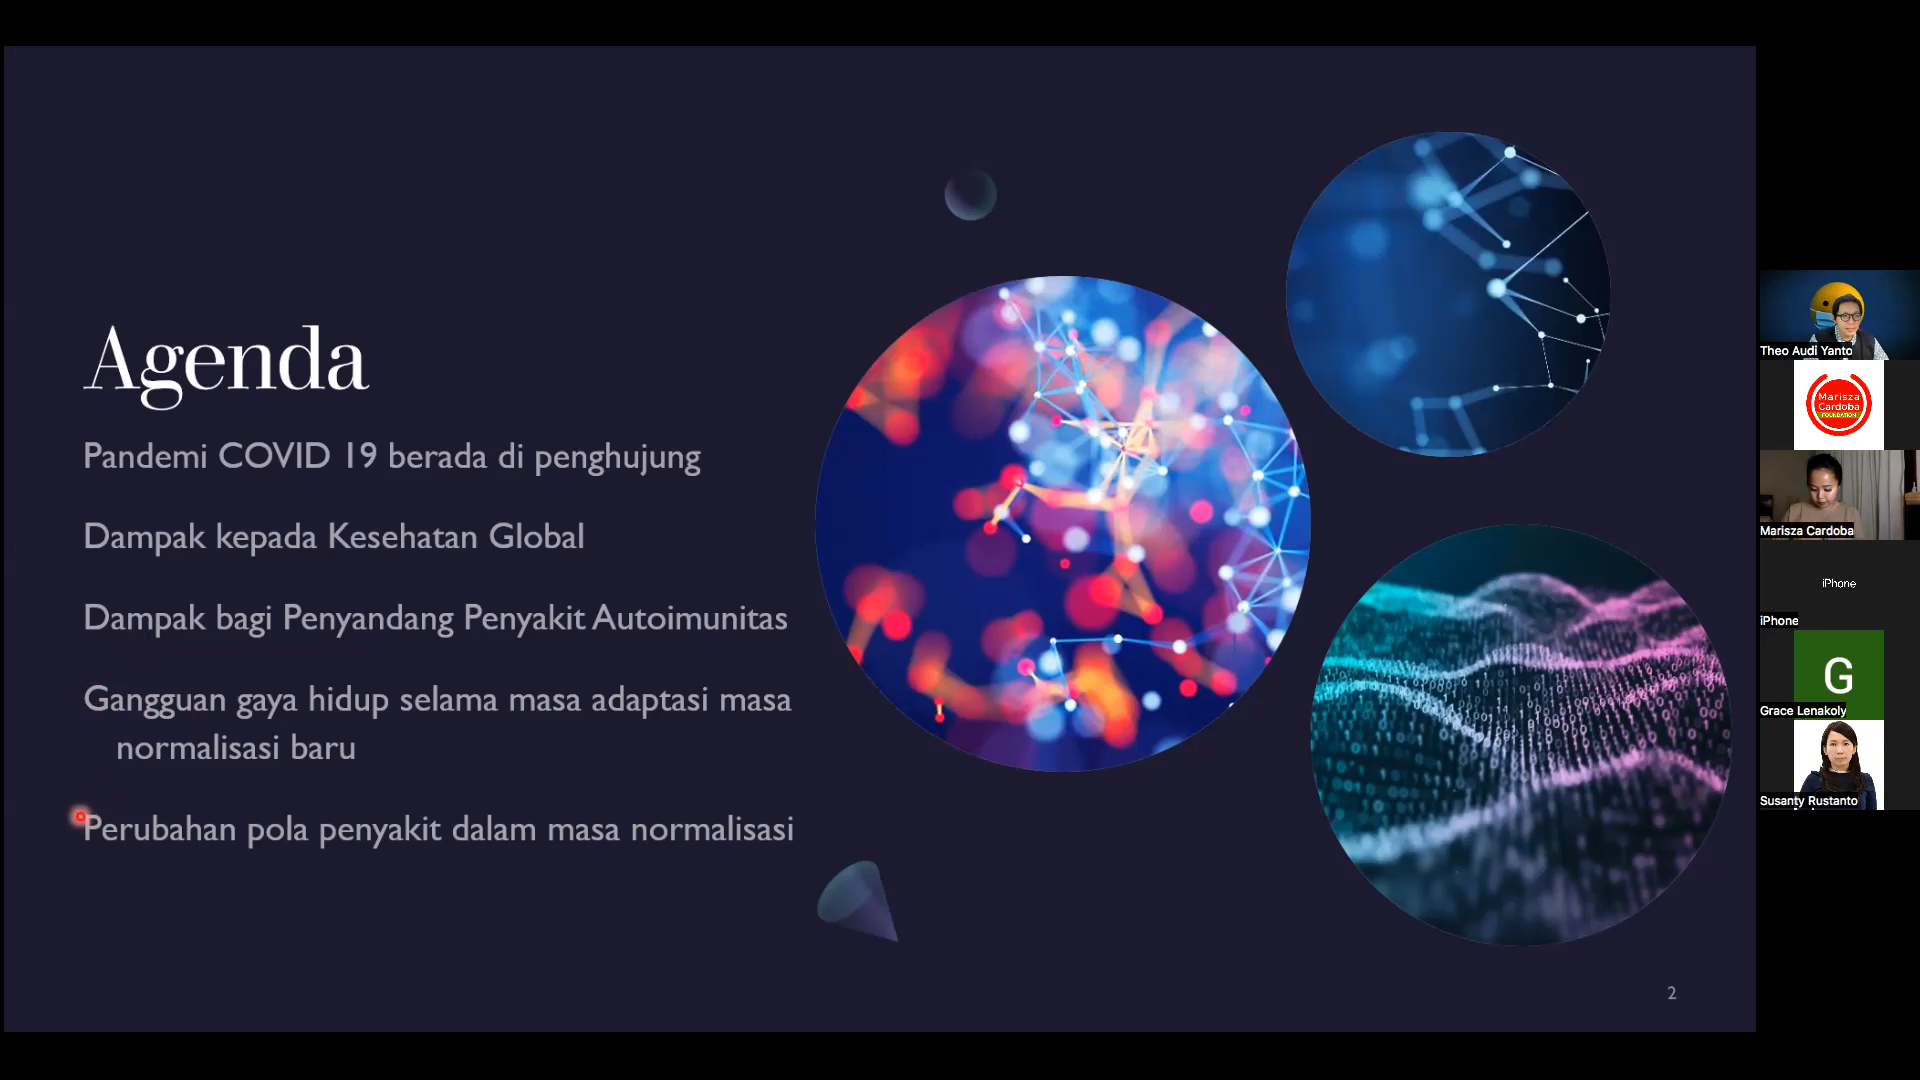 Agenda
Pandemi COVID 19 berada di penghujung
Dampak kepada Kesehatan Global
Dampak bagi Penyandang Penyakit Autoimunitas
Gangguan gaya hidup selama masa adaptasi masa
normalisasi baru
Perubahan pola penyakit dalam masa normalisasi
2
Theo Audi Yanto
Marisza
Cardoba
FOUNDATION
Marisza Cardoba
iPhone
iPhone
G
Grace Lenakoly
Susanty Rustanto